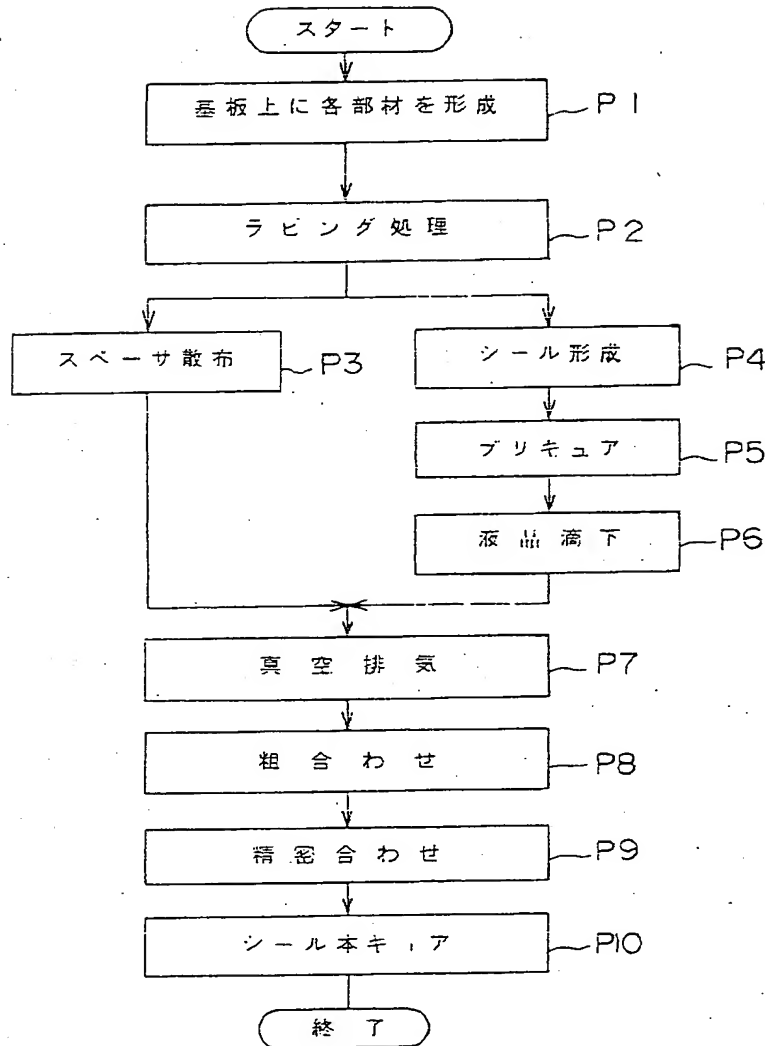 スタート
基板上に各部材を形成
P1
ラビング処理
P2
スペーサ散布
P3
シール形成
P4
プリキュア
P5
液晶滴下
P6
真空排気
P7
粗合わせ
P8
精密合わせ
P9
シール本キュア
P10
終了